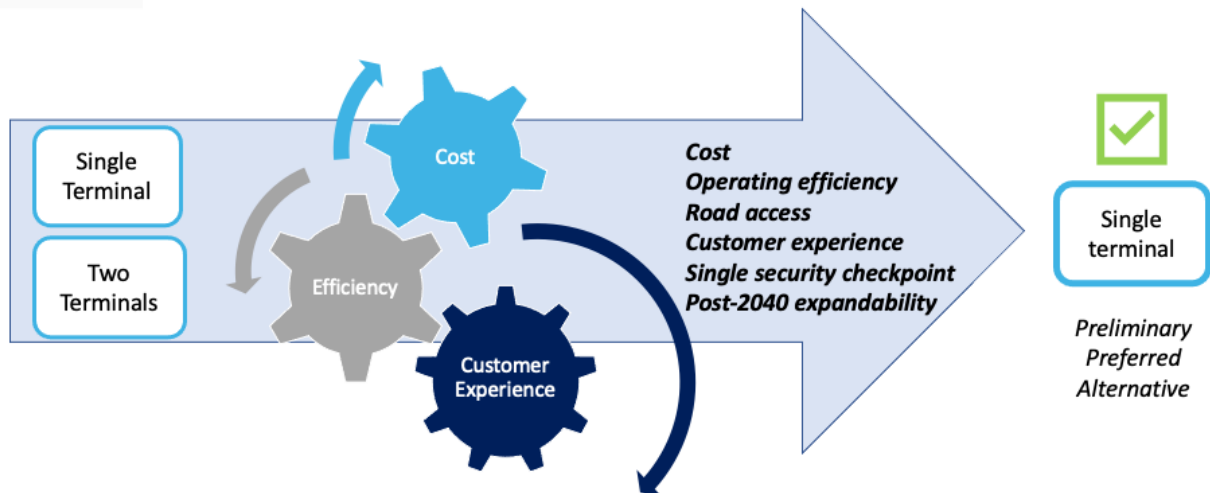 Single
Terminal
Two
Terminals
Cost
Efficiency
Customer
Experience
Cost
Operating efficiency
Road access
Customer experience
Single security checkpoint
Post-2040 expandability
Single
terminal
Preliminary
Preferred
Alternative